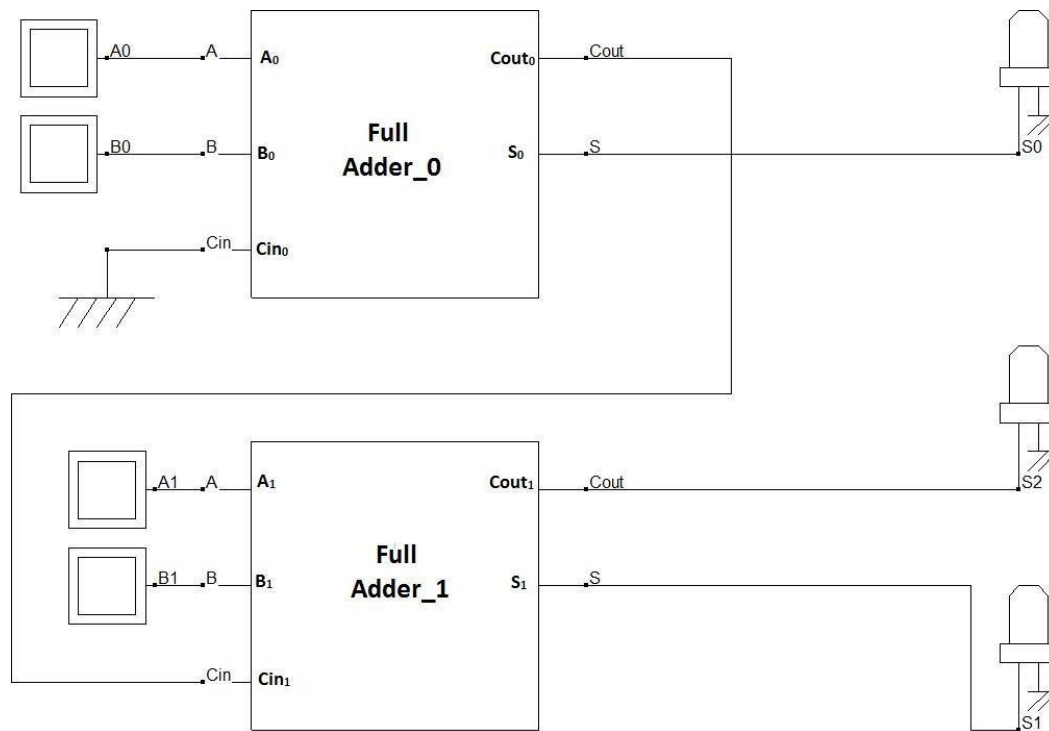 A0 A A₀ Cout₀ Cout
B0 B Full Adder_0 B₀ S₀ S S0
Cin Cin₀
A1 A A₁ Cout₁ Cout S2
B1 B Full Adder_1 B₁ S₁ S
Cin Cin₁
S1